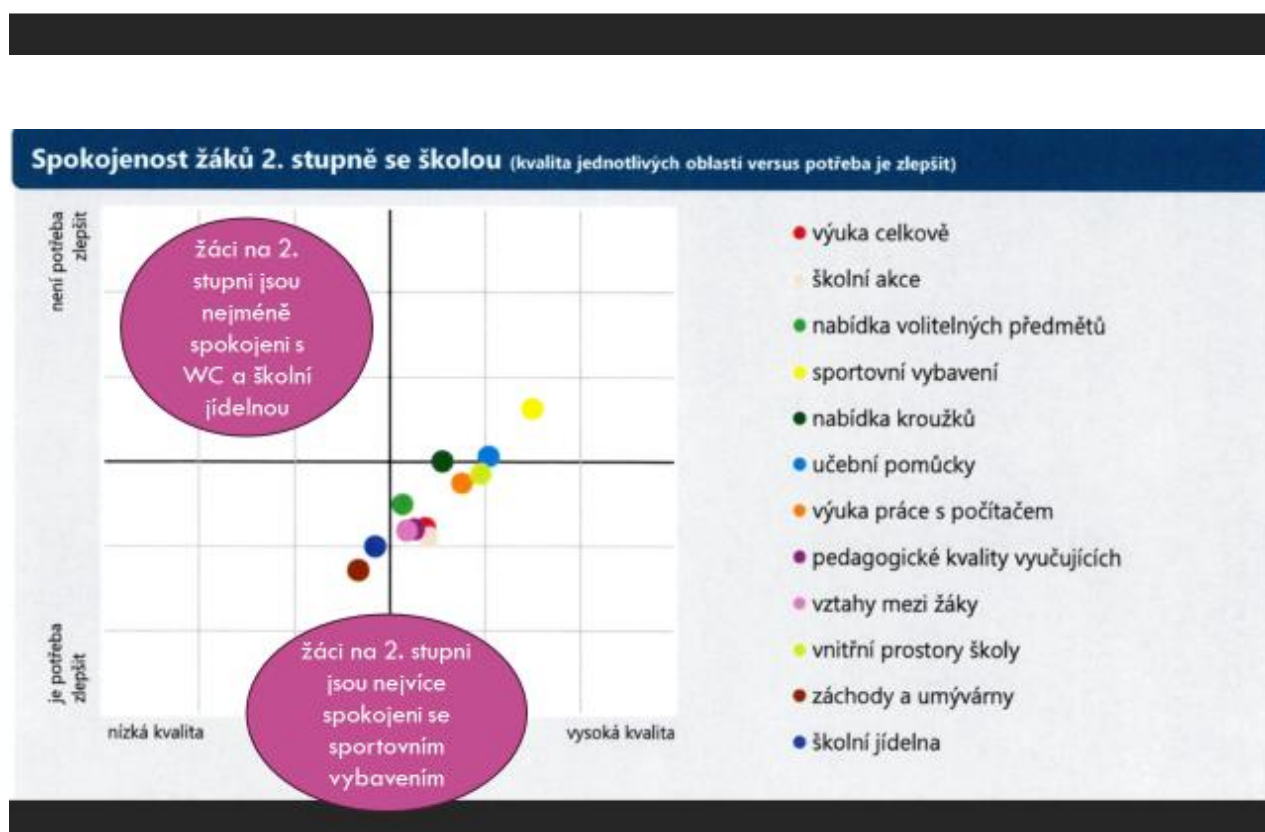 Spokojenost žáků 2. stupně se školou (kvalita jednotlivých oblastí versus potřeba je zlepšit)
není potřeba
zlepšit
žáci na 2.
stupni jsou
nejméně
spokojeni s
WC a školní
jídelnou
výuka celkově
školní akce
nabídka volitelných předmětů
sportovní vybavení
nabídka kroužků
učební pomůcky
výuka práce s počítačem
pedagogické kvality vyučujících
vztahy mezi žáky
vnitřní prostory školy
záchody a umývárny
školní jídelna
je potřeba
zlepšit
žáci na 2. stupni
jsou nejvíce
spokojeni se
sportovním
vybavením
nízká kvalita
vysoká kvalita